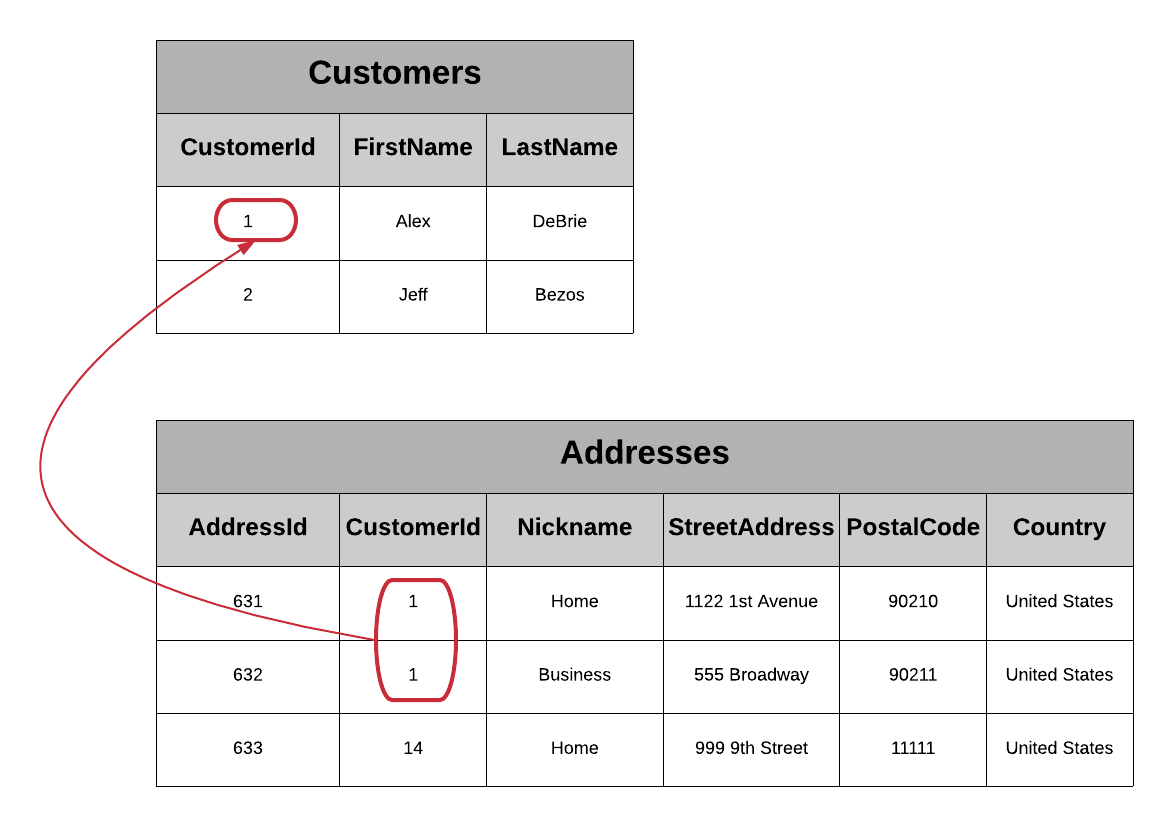 Customers
CustomerId FirstName LastName
1 Alex DeBrie
2 Jeff Bezos
Addresses
AddressId CustomerId Nickname StreetAddress PostalCode Country
631 1 Home 1122 1st Avenue 90210 United States
632 1 Business 555 Broadway 90211 United States
633 14 Home 999 9th Street 11111 United States